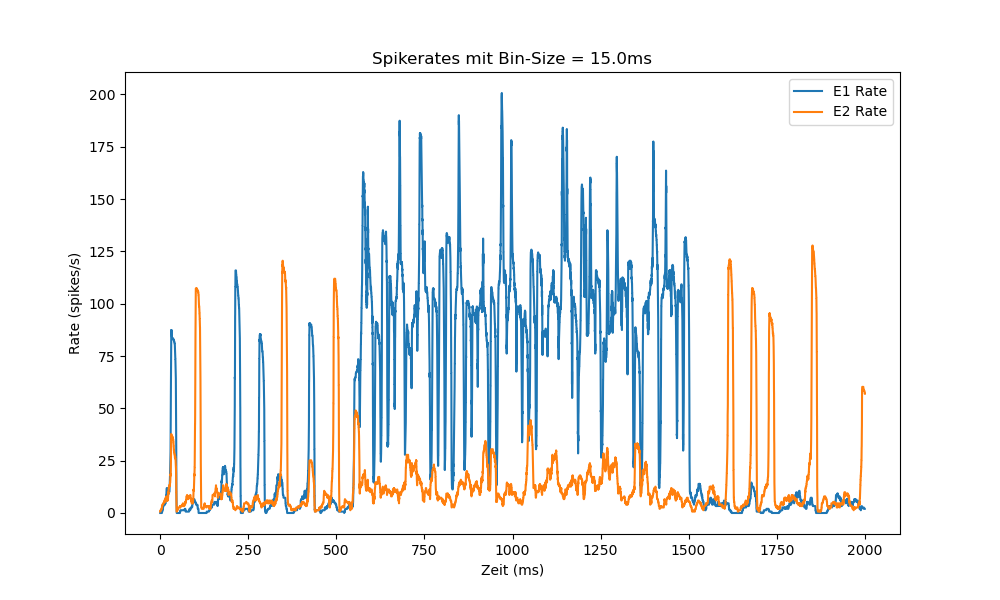 Spikerates mit Bin-Size = 15.0ms
E1 Rate
E2 Rate
200
175
150
125
100
75
50
25
0
Rate (spikes/s)
0 250 500 750 1000 1250 1500 1750 2000
Zeit (ms)